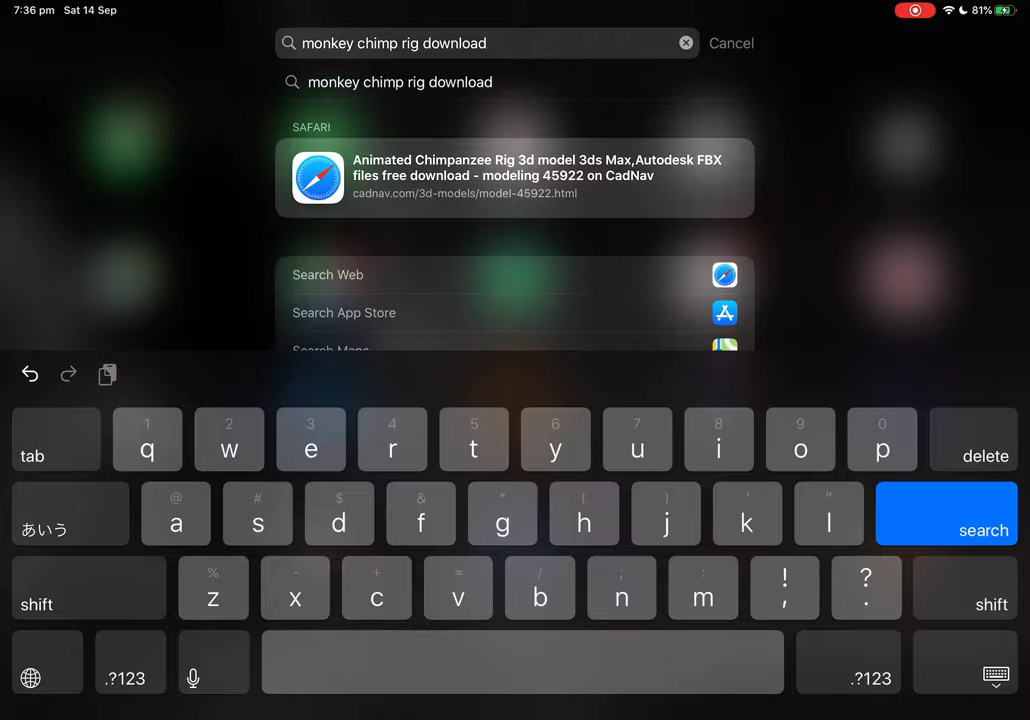 7:36 pm Sat 14 Sep 81%
monkey chimp rig download Cancel
monkey chimp rig download
SAFARI
Animated Chimpanzee Rig 3d model 3ds Max,Autodesk FBX
files free download - modeling 45922 on CadNav
cadnav.com/3d-models/model-45922.html
Search Web
Search App Store
Search Maps
1 2 3 4 5 6 7 8 9 0
tab q w e r t y u i o p delete
@ # $ & * ( ) ' "
あいう a s d f g h j k l search
% - + = / ; : ! ?
shift z x c v b n m , . shift
.?123 .?123